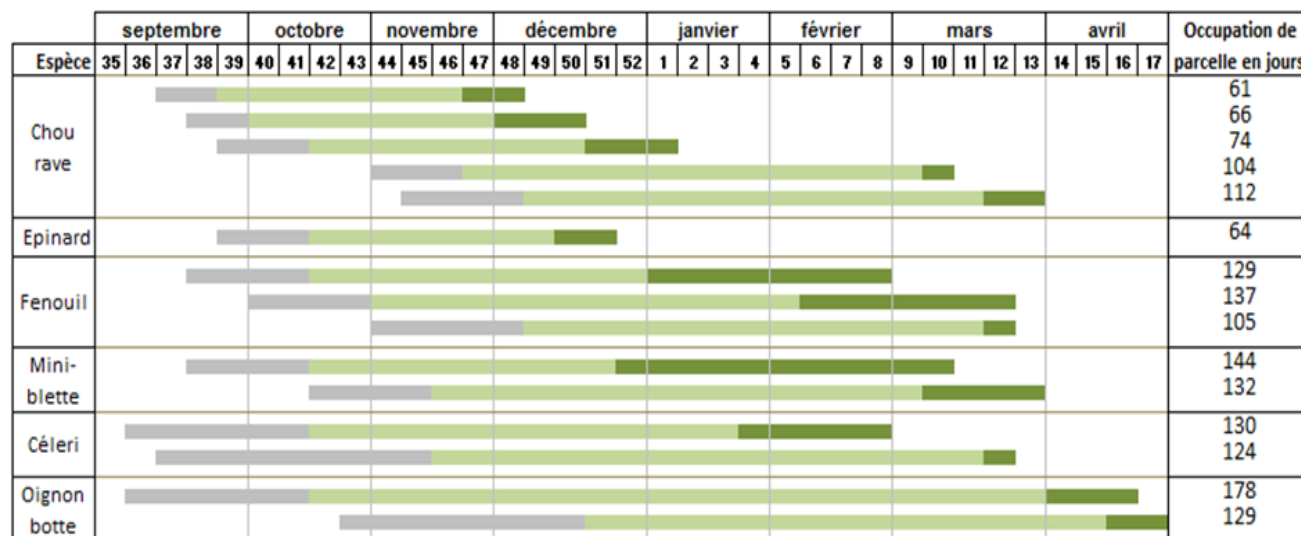 septembre octobre novembre décembre janvier février mars avril Occupation de
Espèce 35 36 37 38 39 40 41 42 43 44 45 46 47 48 49 50 51 52 1 2 3 4 5 6 7 8 9 10 11 12 13 14 15 16 17 parcelle en jours
61
66
Chou 74
rave 104
112
Epinard 64
129
Fenouil 137
105
Mini- 144
blette 132
Céleri 130
124
Oignon 178
botte 129